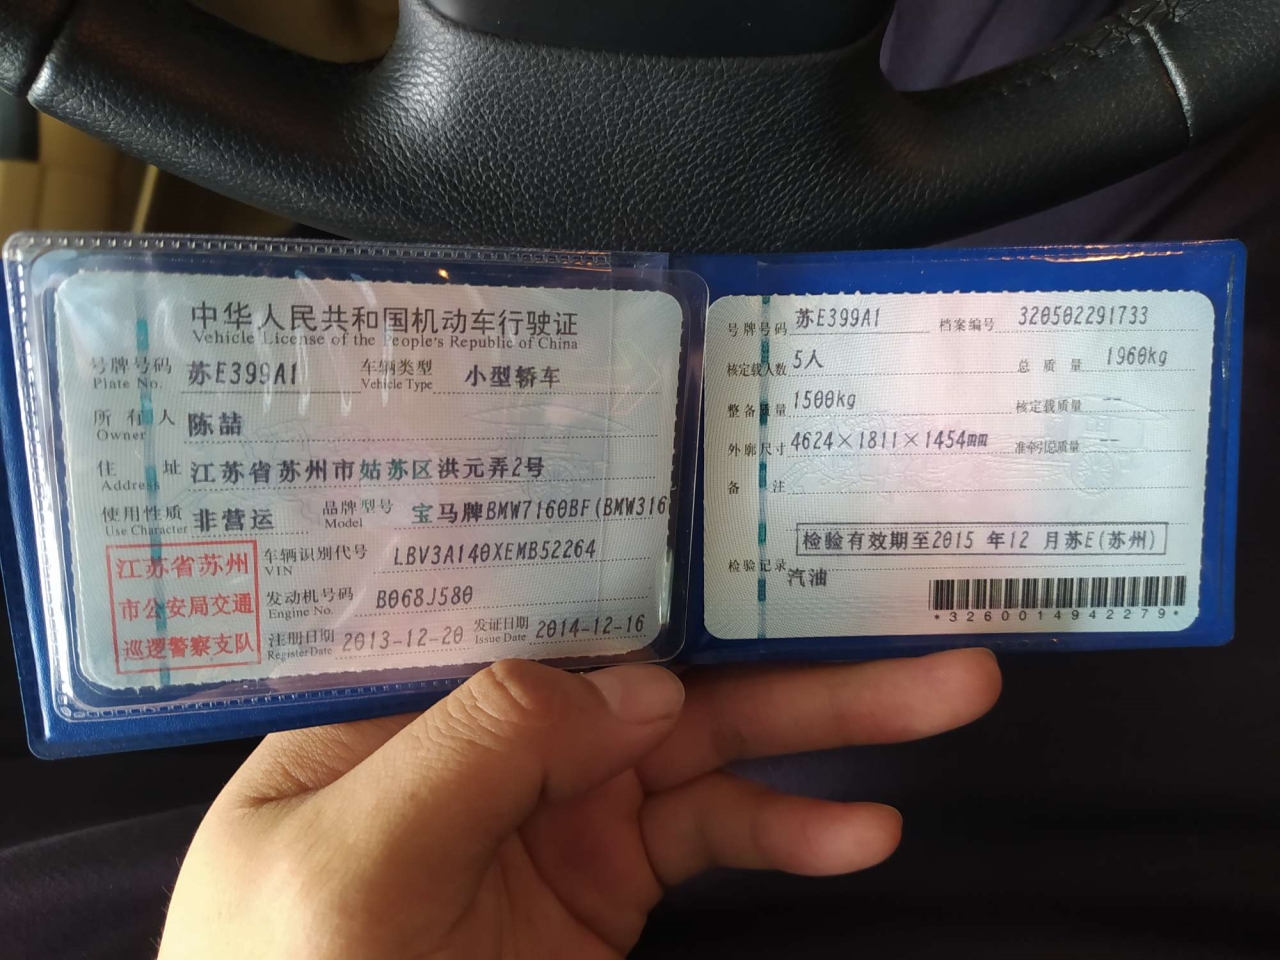 中华人民共和国机动车行驶证
Vehicle License of the People's Republic of China
号牌号码 苏E399A1 车辆类型 小型轿车
Plate No. Vehicle Type
所有人 陈喆
Owner
住址 江苏省苏州市姑苏区洪元弄2号
Address
使用性质 非营运 品牌型号 宝马牌BMW7160BF(BMW316
Use Character Model
江苏省苏州
市公安局交通
巡逻警察支队
车辆识别代号 LBV3A140XEMB52264
VIN
发动机号码 B068J580
Engine No.
注册日期 2013-12-20 发证日期 2014-12-16
Register Date Issue Date
号牌号码 苏E399A1 档案编号 320502291733
核定载人数 5人 总质量 1960kg
整备质量 1500kg 核定载质量 --
外廓尺寸 4624×1811×1454mm 准牵引总质量 --
备注
检验有效期至2015 年12 月苏E(苏州)
检验记录
汽油
*3260014942279*